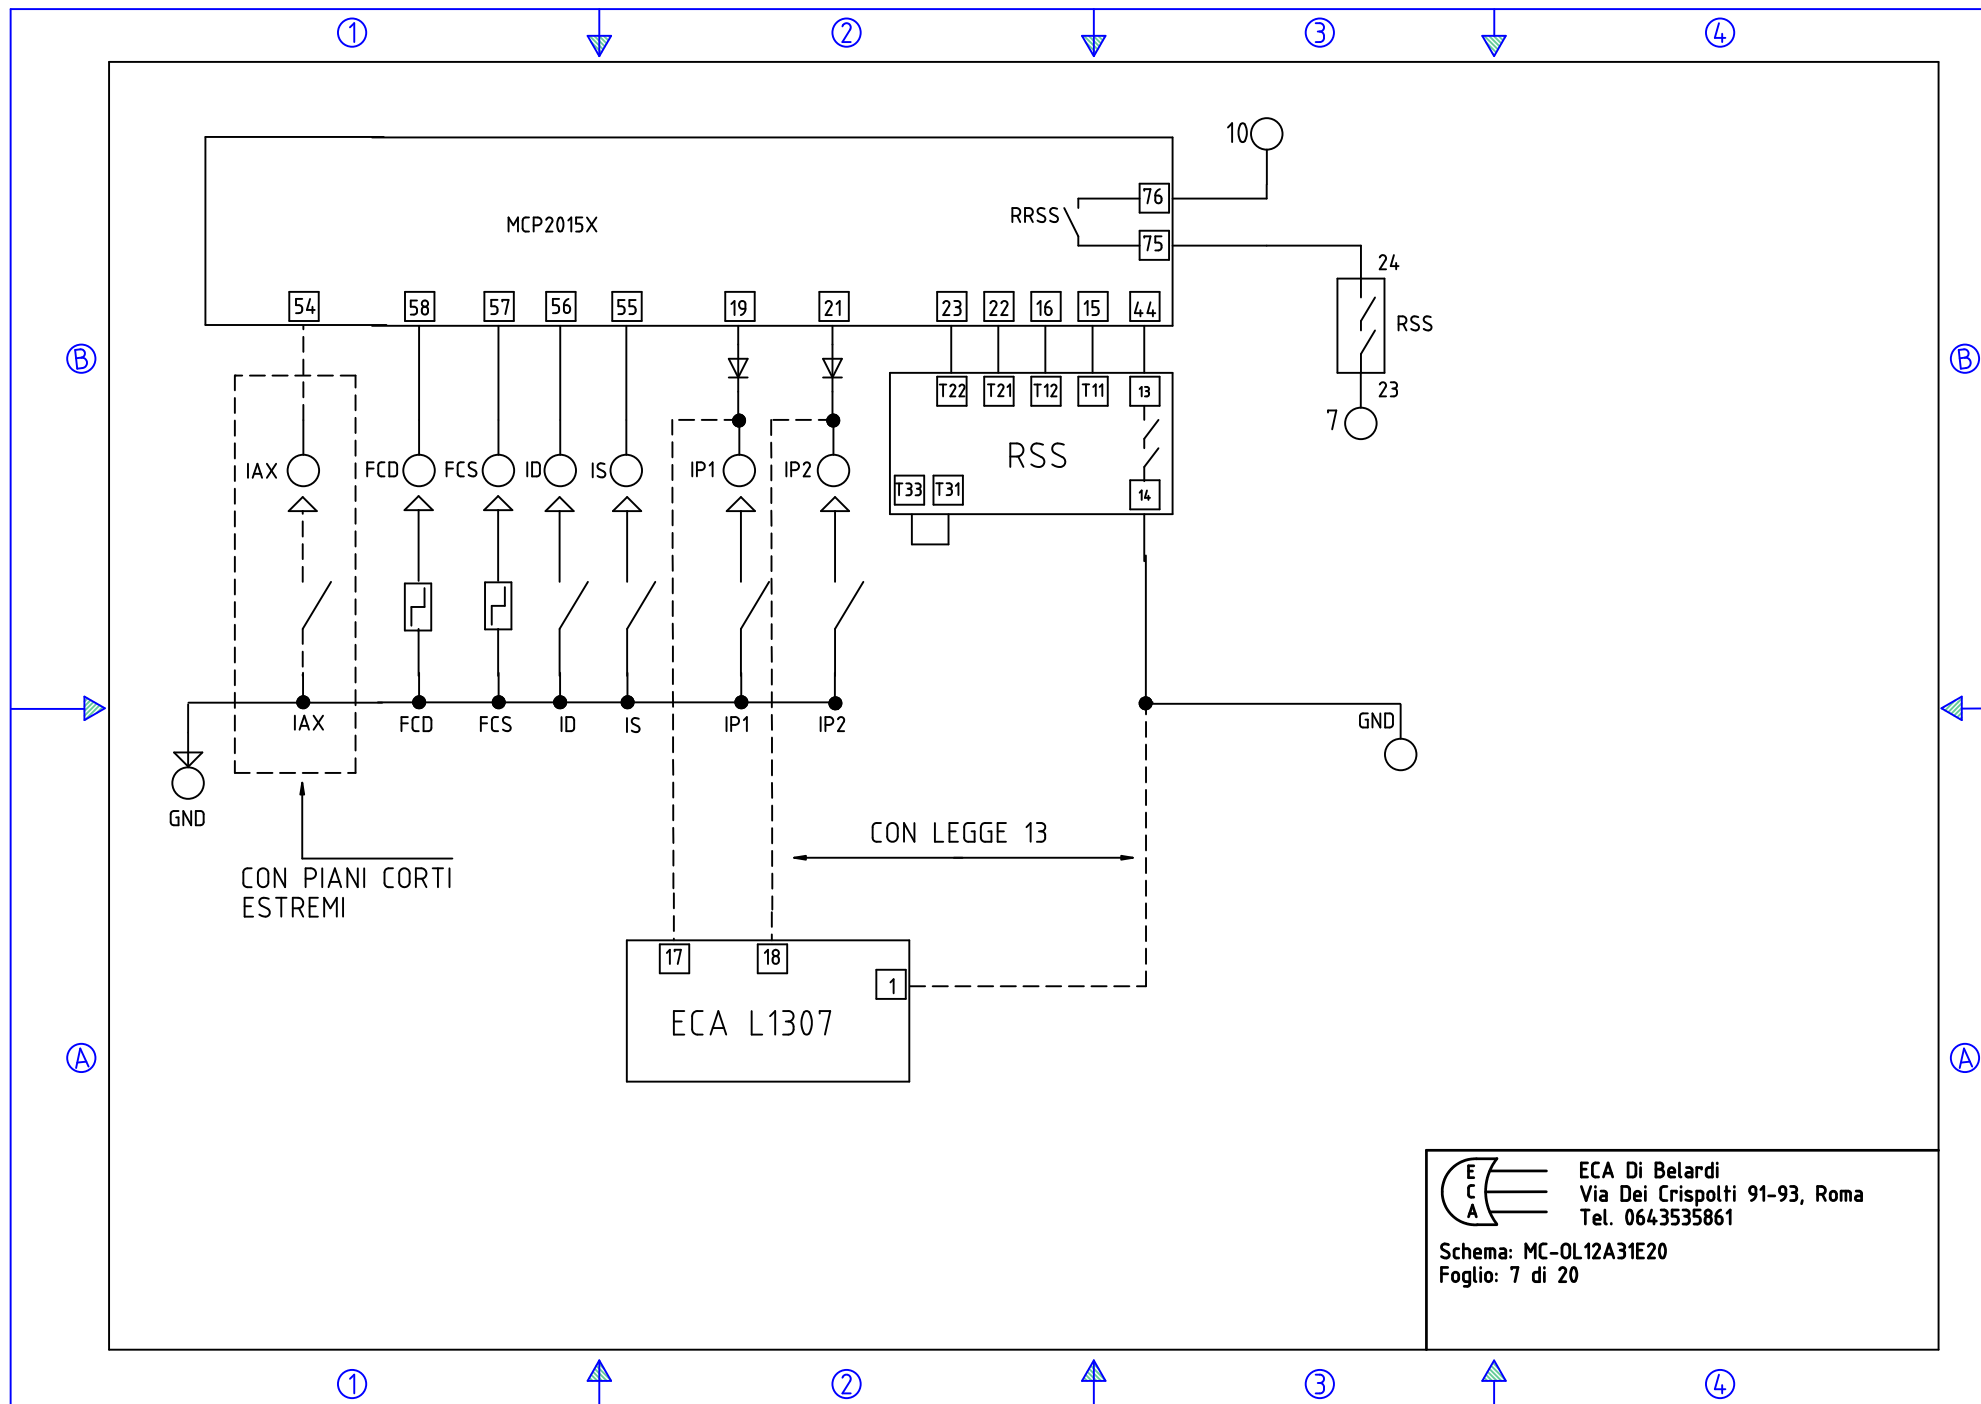 1 2 3 4
10
76
RRSS
MCP2015X
75
24
54 58 57 56 55 19 21 23 22 16 15 44
RSS
B B
T22 T21 T12 T11 13
23
7
RSS
IAX FCD FCS ID IS IP1 IP2
T33 T31 14
IAX FCD FCS ID IS IP1 IP2
GND
GND
CON LEGGE 13
CON PIANI CORTI
ESTREMI
17 18
1
ECA L1307
A A
E
C
A
ECA Di Belardi
Via Dei Crispolti 91-93, Roma
Tel. 0643535861
Schema: MC-OL12A31E20
Foglio: 7 di 20
1 2 3 4